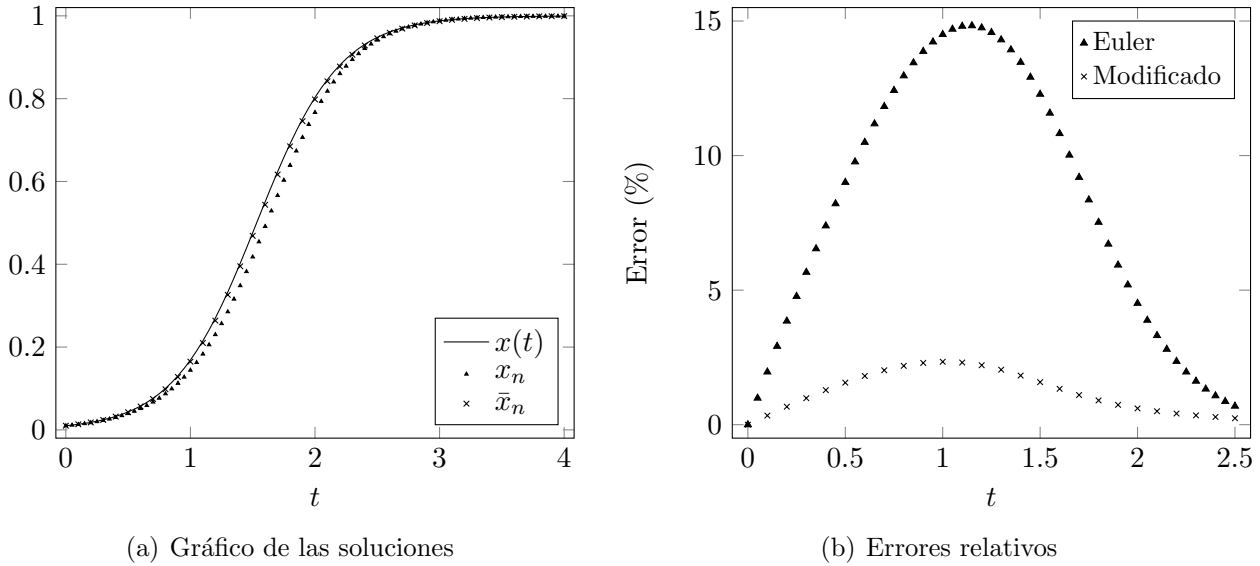 1
0.8
0.6
0.4
0.2
0
0 1 2 3 4
t
x(t)
x_n
x̄_n
(a) Gráfico de las soluciones
Error (%)
15
10
5
0
0 0.5 1 1.5 2 2.5
t
Euler
Modificado
(b) Errores relativos